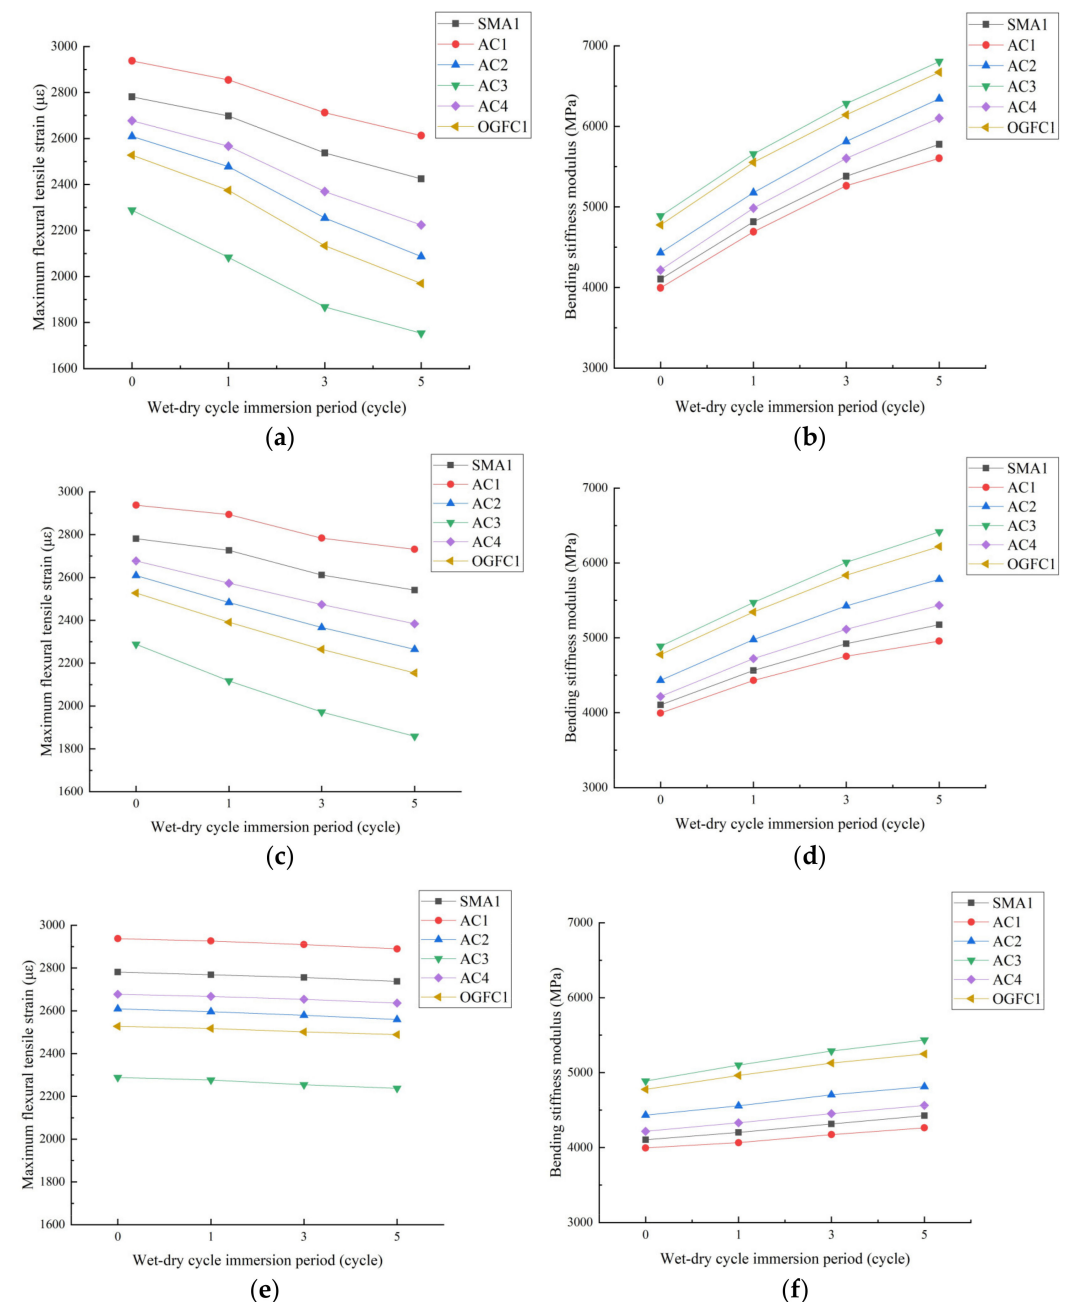 SMA1
AC1
AC2
AC3
AC4
OGFC1
3000
2800
2600
2400
2200
2000
1800
1600
Maximum flexural tensile strain (με)
0 1 3 5
Wet-dry cycle immersion period (cycle)
(a)
SMA1
AC1
AC2
AC3
AC4
OGFC1
7000
6000
5000
4000
3000
Bending stiffness modulus (MPa)
0 1 3 5
Wet-dry cycle immersion period (cycle)
(b)
SMA1
AC1
AC2
AC3
AC4
OGFC1
3000
2800
2600
2400
2200
2000
1800
1600
Maximum flexural tensile strain (με)
0 1 3 5
Wet-dry cycle immersion period (cycle)
(c)
SMA1
AC1
AC2
AC3
AC4
OGFC1
7000
6000
5000
4000
3000
Bending stiffness modulus (MPa)
0 1 3 5
Wet-dry cycle immersion period (cycle)
(d)
SMA1
AC1
AC2
AC3
AC4
OGFC1
3000
2800
2600
2400
2200
2000
1800
1600
Maximum flexural tensile strain (με)
0 1 3 5
Wet-dry cycle immersion period (cycle)
(e)
SMA1
AC1
AC2
AC3
AC4
OGFC1
7000
6000
5000
4000
3000
Bending stiffness modulus (MPa)
0 1 3 5
Wet-dry cycle immersion period (cycle)
(f)